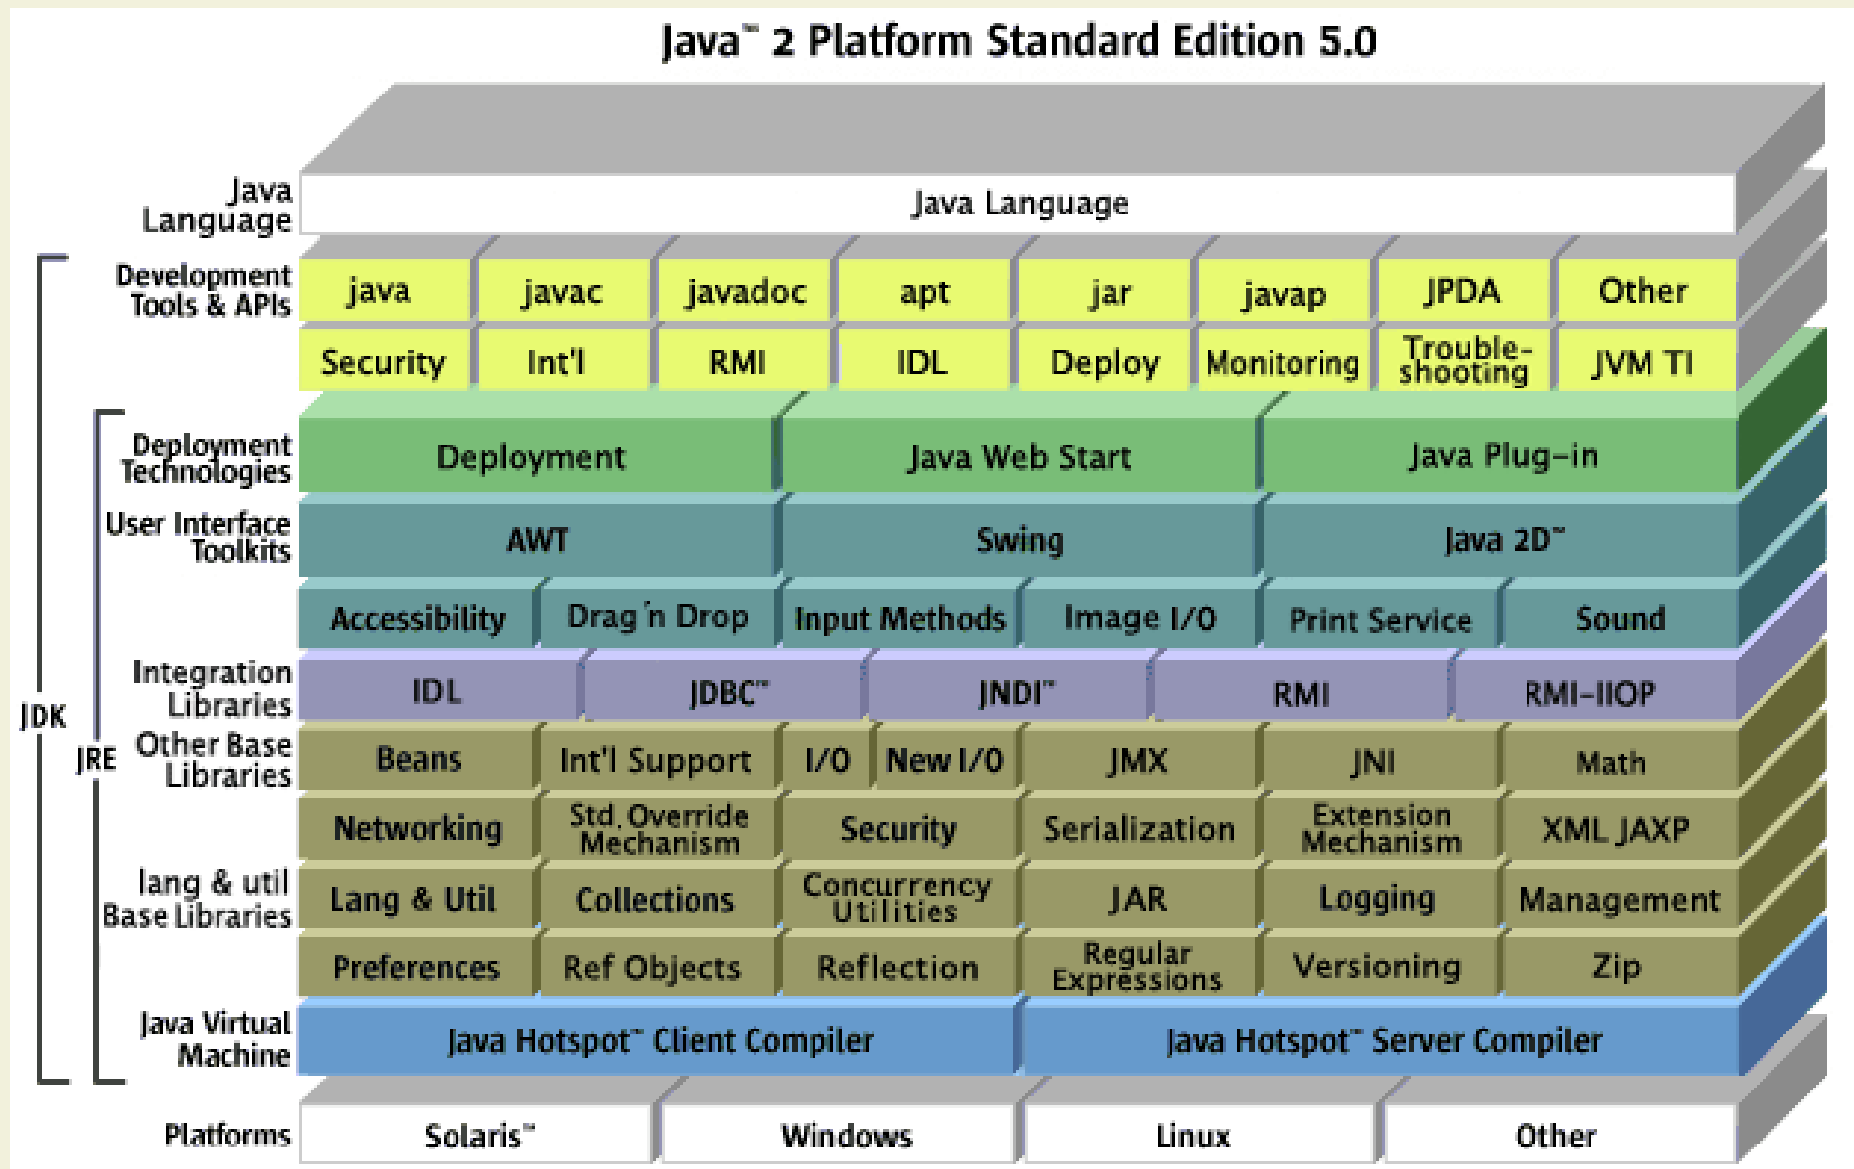 Java™ 2 Platform Standard Edition 5.0
Java
Language
Java Language
Development
Tools & APIs
java javac javadoc apt jar javap JPDA Other
Security Int'l RMI IDL Deploy Monitoring Trouble-
shooting JVM TI
Deployment
Technologies
Deployment Java Web Start Java Plug-in
User Interface
Toolkits
AWT Swing Java 2D™
Accessibility Drag 'n Drop Input Methods Image I/O Print Service Sound
Integration
Libraries
IDL JDBC™ JNDI™ RMI RMI-IIOP
JDK
JRE
Other Base
Libraries
Beans Int'l Support I/O New I/O JMX JNI Math
Networking Std. Override
Mechanism Security Serialization Extension
Mechanism XML JAXP
lang & util
Base Libraries
Lang & Util Collections Concurrency
Utilities JAR Logging Management
Preferences Ref Objects Reflection Regular
Expressions Versioning Zip
Java Virtual
Machine
Java Hotspot™ Client Compiler Java Hotspot™ Server Compiler
Platforms
Solaris™ Windows Linux Other